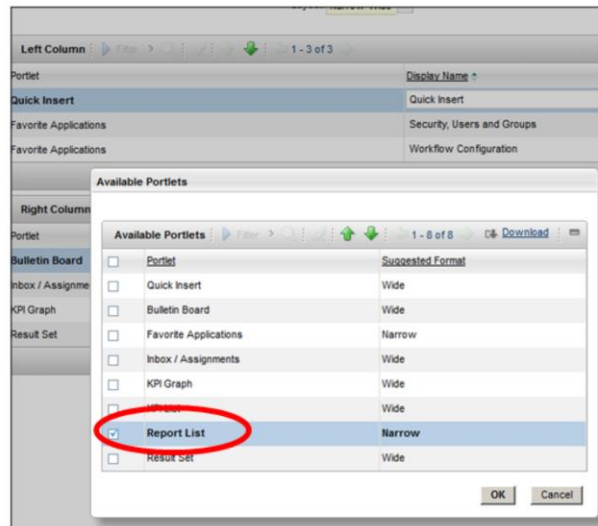 Left Column Filter 1 - 3 of 3
Portlet Display Name
Quick Insert Quick Insert
Favorite Applications Security, Users and Groups
Favorite Applications Workflow Configuration
Available Portlets
Right Column
Available Portlets Filter 1 - 8 of 8 Download
Portlet
Portlet Suggested Format
Bulletin Board
Quick Insert Wide
Inbox / Assignme
Bulletin Board Wide
KPI Graph
Favorite Applications Narrow
Result Set
Inbox / Assignments Wide
KPI Graph Wide
Wide
Report List Narrow
Result Set Wide
OK Cancel